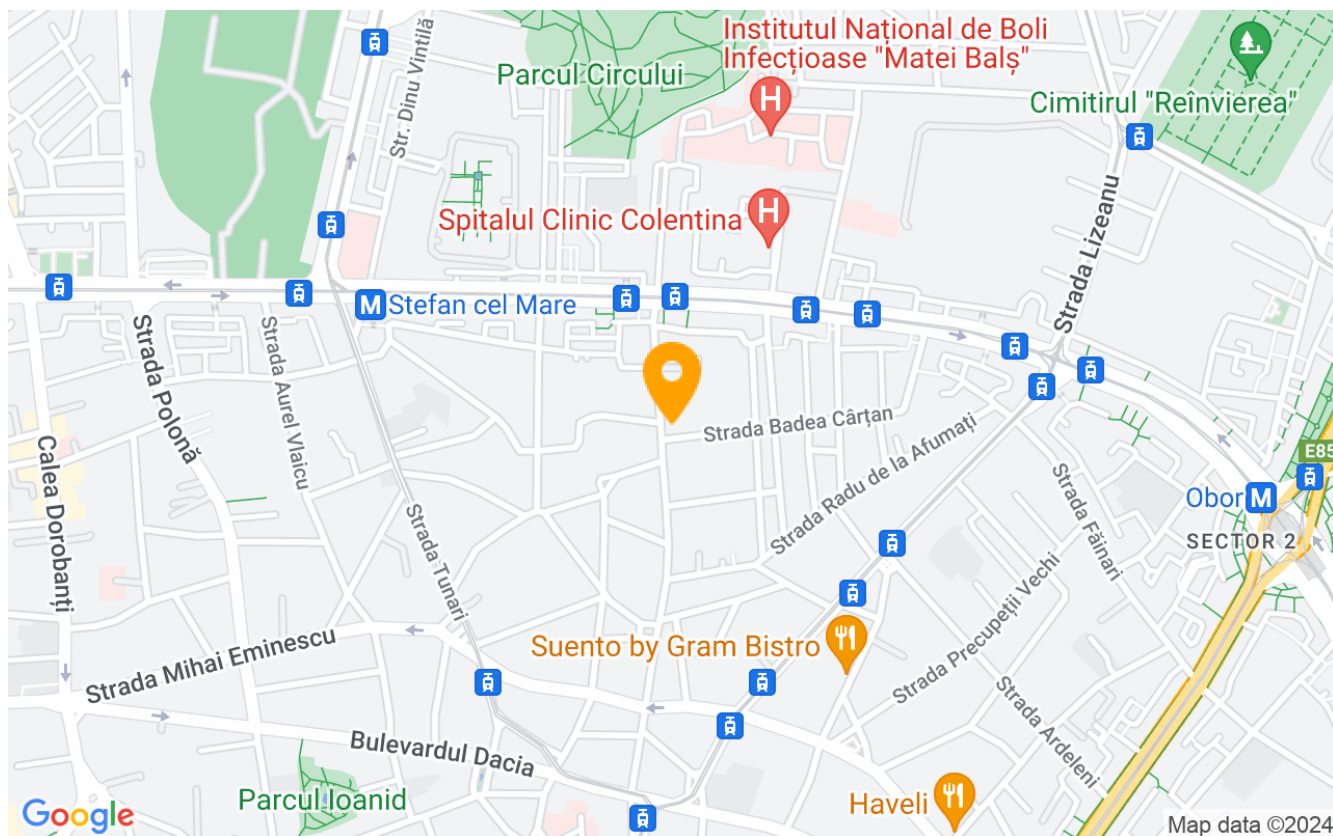 Institutul Național de Boli
Infecțioase "Matei Balș"
Str. Dinu Vintilă
Parcul Circului
Cimitirul "Reînvierea"
H
Spitalul Clinic Colentina
H
Strada Lizeanu
M
Stefan cel Mare
Strada Polonă
Strada Aurel Vlaicu
Calea Dorobanți
Strada Badea Cârțan
Strada Radu de la Afumați
E85
Obor
M
SECTOR 2
Strada Făinari
Strada Tunari
Strada Precupeții Vechi
Suento by Gram Bistro
Strada Mihai Eminescu
Strada Ardeleni
Bulevardul Dacia
Parcul Ioanid
Haveli
Google
Map data ©2024